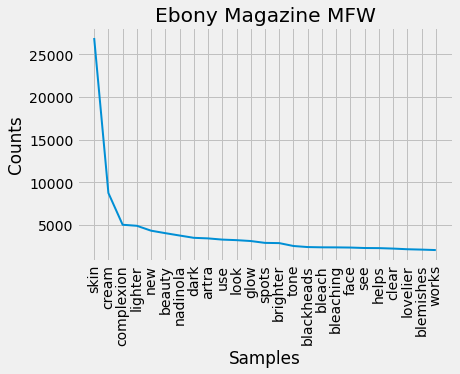 Ebony Magazine MFW
Counts
25000
20000
15000
10000
5000
skin
cream
complexion
lighter
new
beauty
nadinola
dark
artra
use
look
glow
spots
brighter
tone
blackheads
bleach
bleaching
face
see
helps
clear
lovelier
blemishes
works
Samples